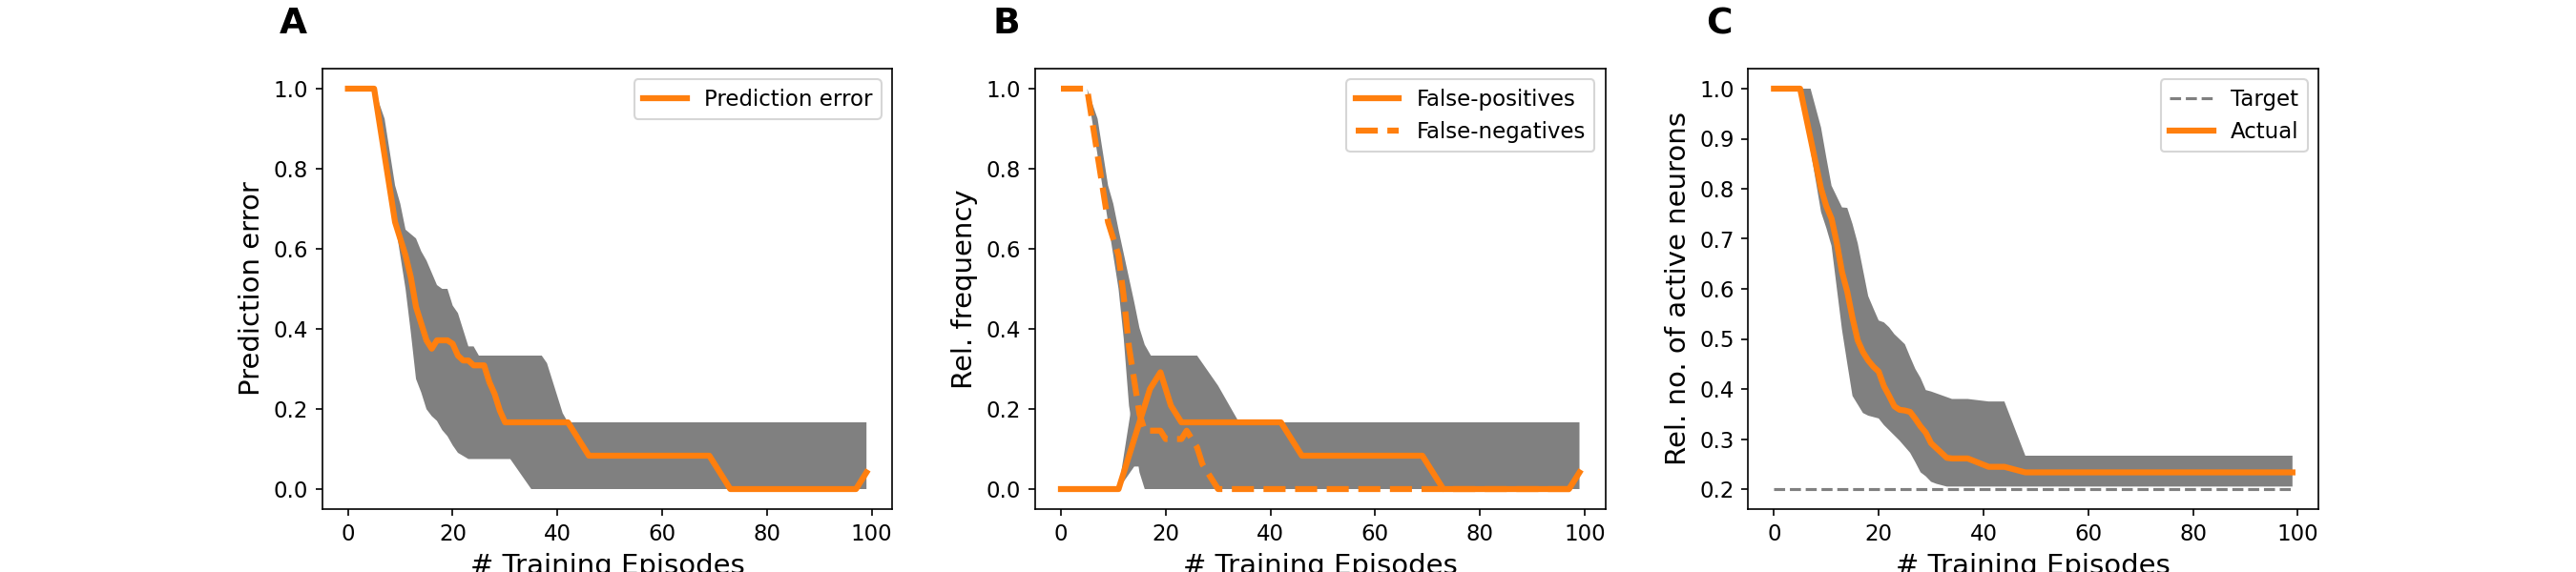 A
Prediction error
1.0
0.8
0.6
0.4
0.2
0.0
Prediction error
0 20 40 60 80 100
# Training Episodes
B
False-positives
False-negatives
1.0
0.8
0.6
0.4
0.2
0.0
Rel. frequency
0 20 40 60 80 100
# Training Episodes
C
Target
Actual
1.0
0.9
0.8
0.7
0.6
0.5
0.4
0.3
0.2
Rel. no. of active neurons
0 20 40 60 80 100
# Training Episodes